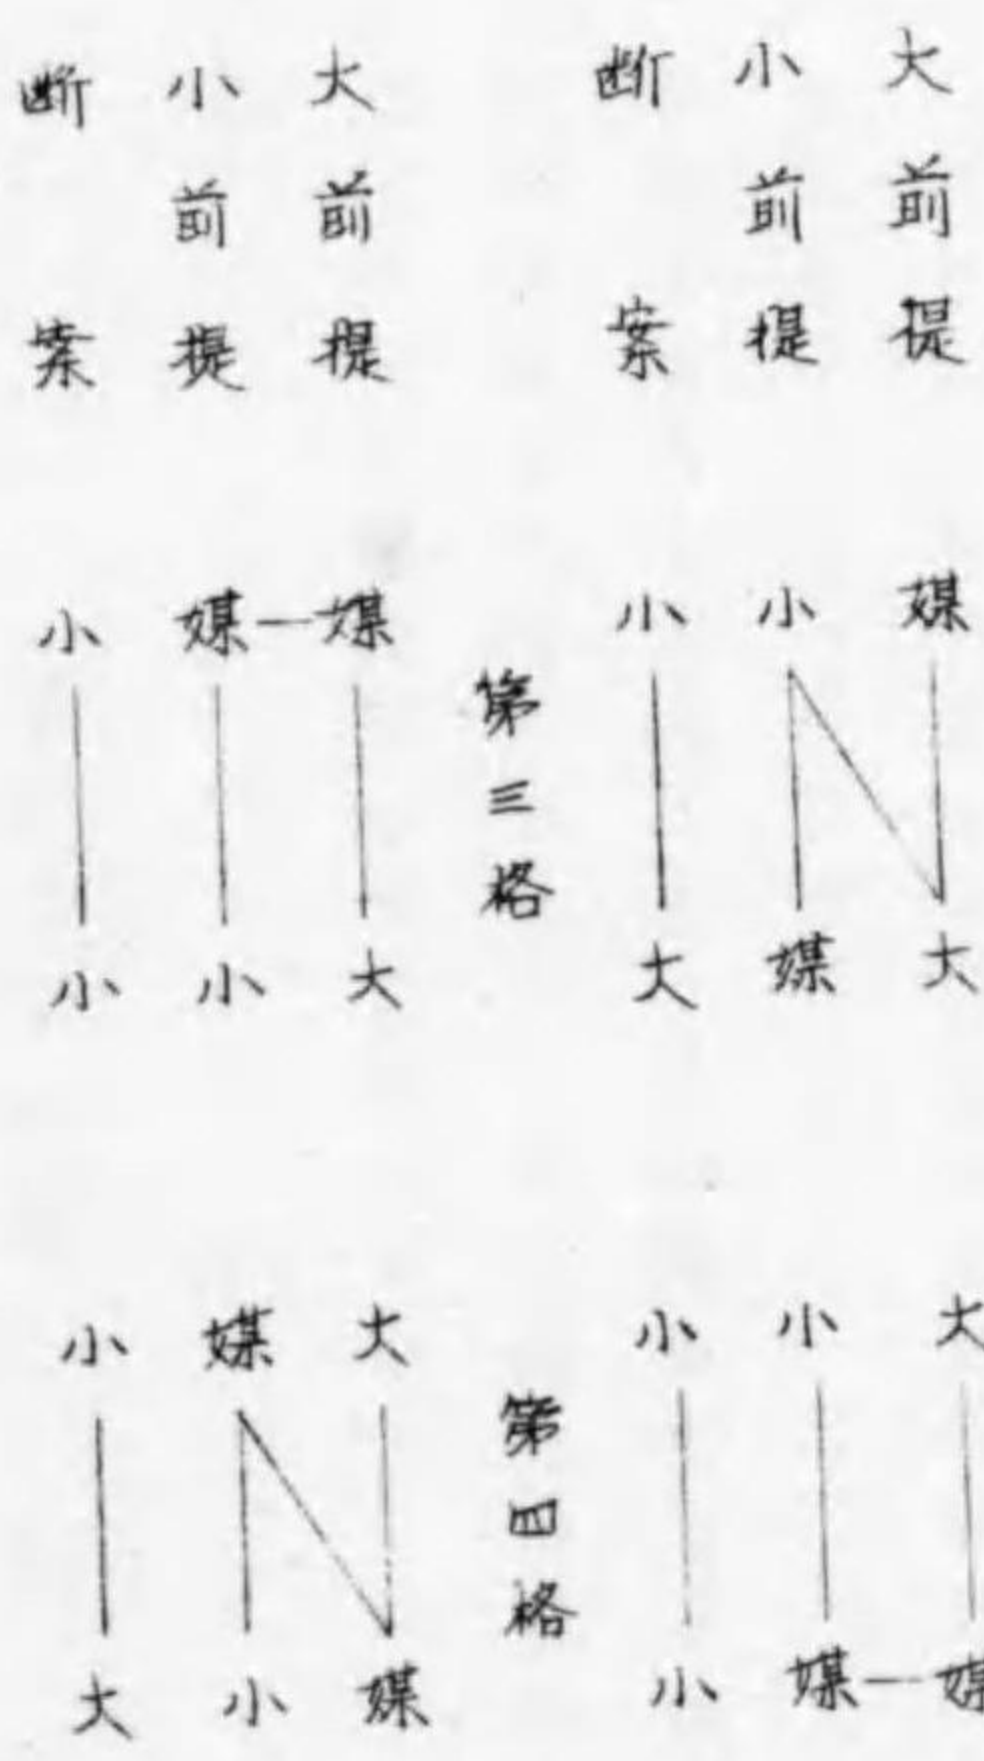 大前提 媒 大 大 媒
小前提 小 媒 小 媒
断案 小 大 小 小
第三格 第四格
大前提 媒 大 大 媒
小前提 媒 小 媒 小
断案 小 小 小 大